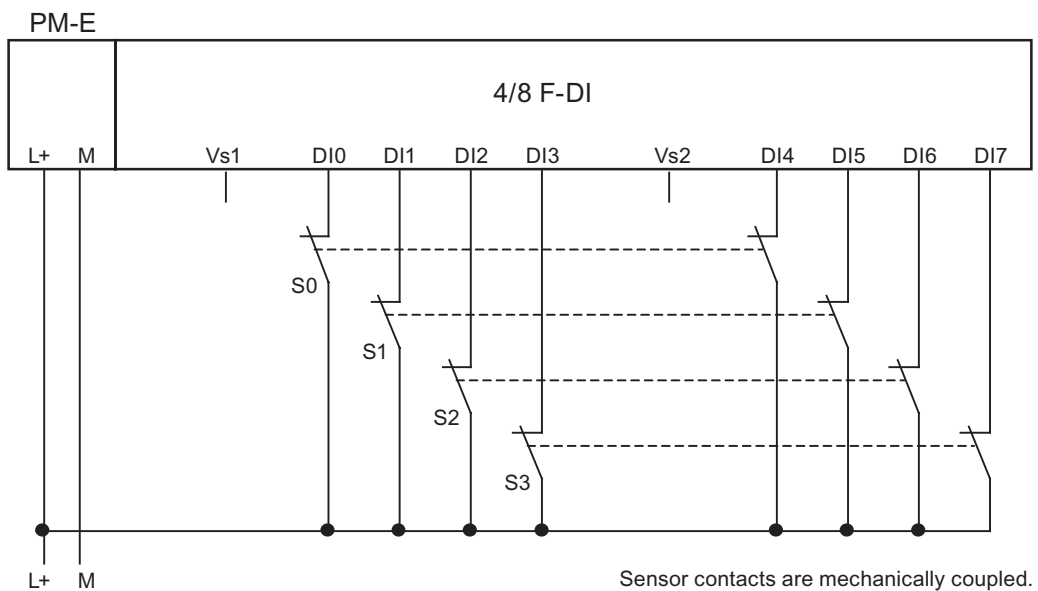 PM-E
4/8 F-DI
L+ M Vs1 DI0 DI1 DI2 DI3 Vs2 DI4 DI5 DI6 DI7
S0
S1
S2
S3
L+ M
Sensor contacts are mechanically coupled.